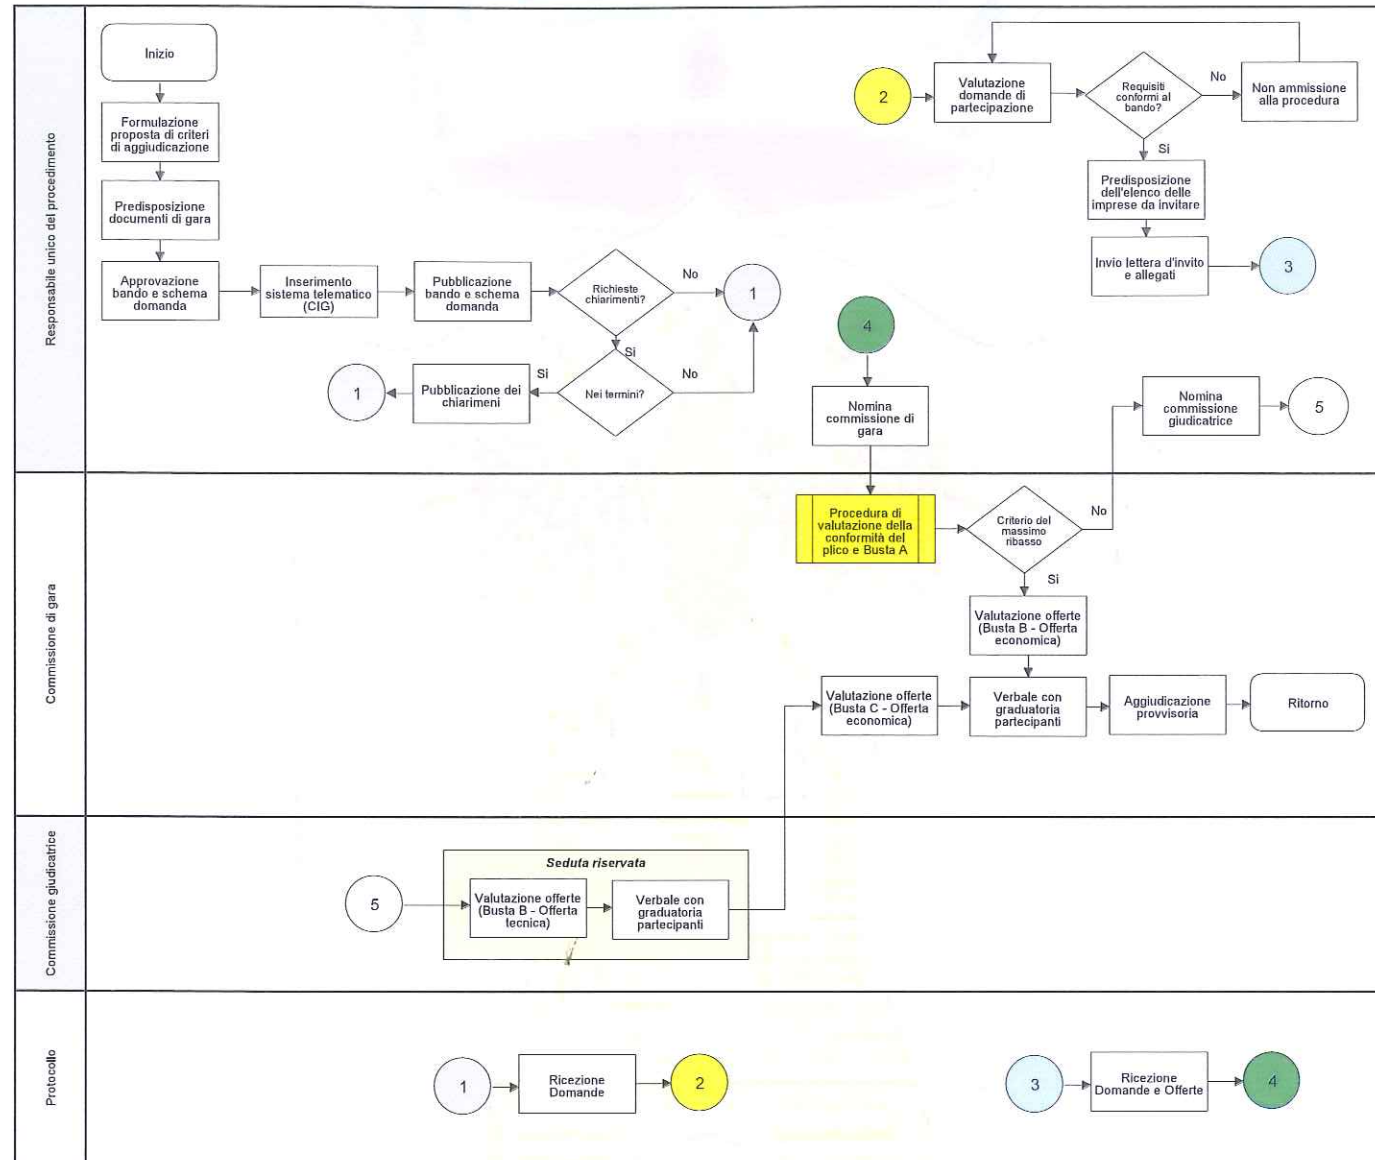 Responsabile unico del procedimento
Inizio
Formulazione
proposta di criteri
di aggiudicazione
Predisposizione
documenti di gara
Approvazione
bando e schema
domanda
Inserimento
sistema telematico
(CIG)
Pubblicazione
bando e schema
domanda
Richieste
chiarimenti?
No
1
Si
Nei termini?
No
Si
Pubblicazione dei
chiarimeni
1
2
Valutazione
domande di
partecipazione
Requisiti
conformi al
bando?
No
Non ammissione
alla procedura
Si
Predisposizione
dell'elenco delle
imprese da invitare
Invio lettera d'invito
e allegati
3
4
Nomina
commissione di
gara
Nomina
commissione
giudicatrice
5
Commissione di gara
Procedura di
valutazione della
conformità del
plico e Busta A
Criterio del
massimo
ribasso
No
Si
Valutazione offerte
(Busta B - Offerta
economica)
Valutazione offerte
(Busta C - Offerta
economica)
Verbale con
graduatoria
partecipanti
Aggiudicazione
provvisoria
Ritorno
Commissione giudicatrice
Seduta riservata
5
Valutazione offerte
(Busta B - Offerta
tecnica)
Verbale con
graduatoria
partecipanti
Protocollo
1
Ricezione
Domande
2
3
Ricezione
Domande e Offerte
4